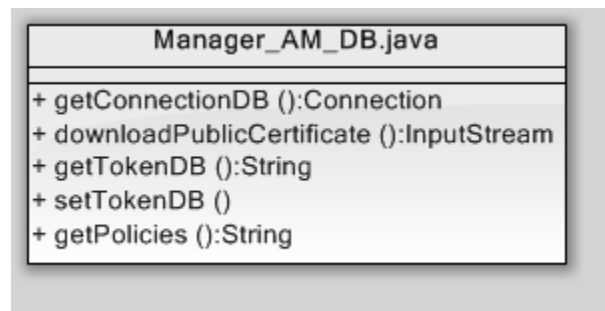 Manager_AM_DB.java
+ getConnectionDB ():Connection
+ downloadPublicCertificate ():InputStream
+ getTokenDB ():String
+ setTokenDB ()
+ getPolicies ():String